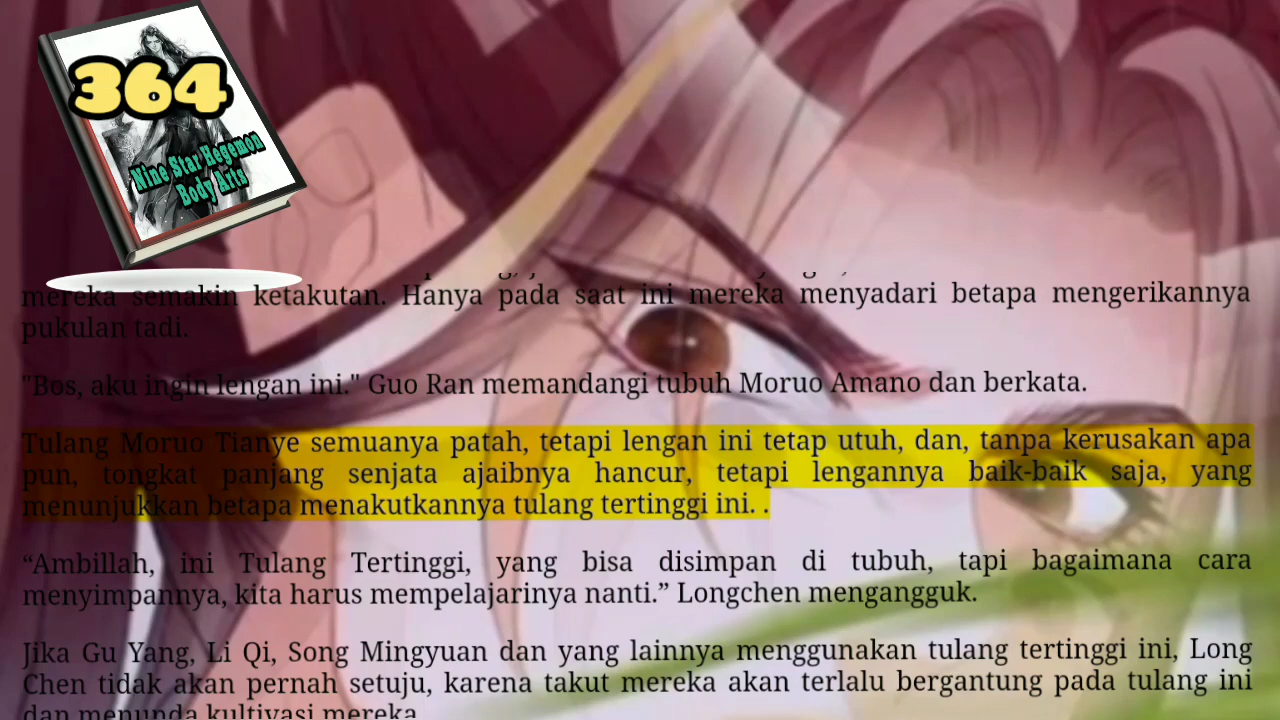 364
Nine Star Hegemon
Body Arts
mereka semakin ketakutan. Hanya pada saat ini mereka menyadari betapa mengerikannya
pukulan tadi.
"Bos, aku ingin lengan ini." Guo Ran memandangi tubuh Moruo Amano dan berkata.
Tulang Moruo Tianye semuanya patah, tetapi lengan ini tetap utuh, dan, tanpa kerusakan apa
pun, tongkat panjang senjata ajaibnya hancur, tetapi lengannya baik-baik saja, yang
menunjukkan betapa menakutkannya tulang tertinggi ini. .
“Ambillah, ini Tulang Tertinggi, yang bisa disimpan di tubuh, tapi bagaimana cara
menyimpannya, kita harus mempelajarinya nanti.” Longchen mengangguk.
Jika Gu Yang, Li Qi, Song Mingyuan dan yang lainnya menggunakan tulang tertinggi ini, Long
Chen tidak akan pernah setuju, karena takut mereka akan terlalu bergantung pada tulang ini
dan menunda kultivasi mereka